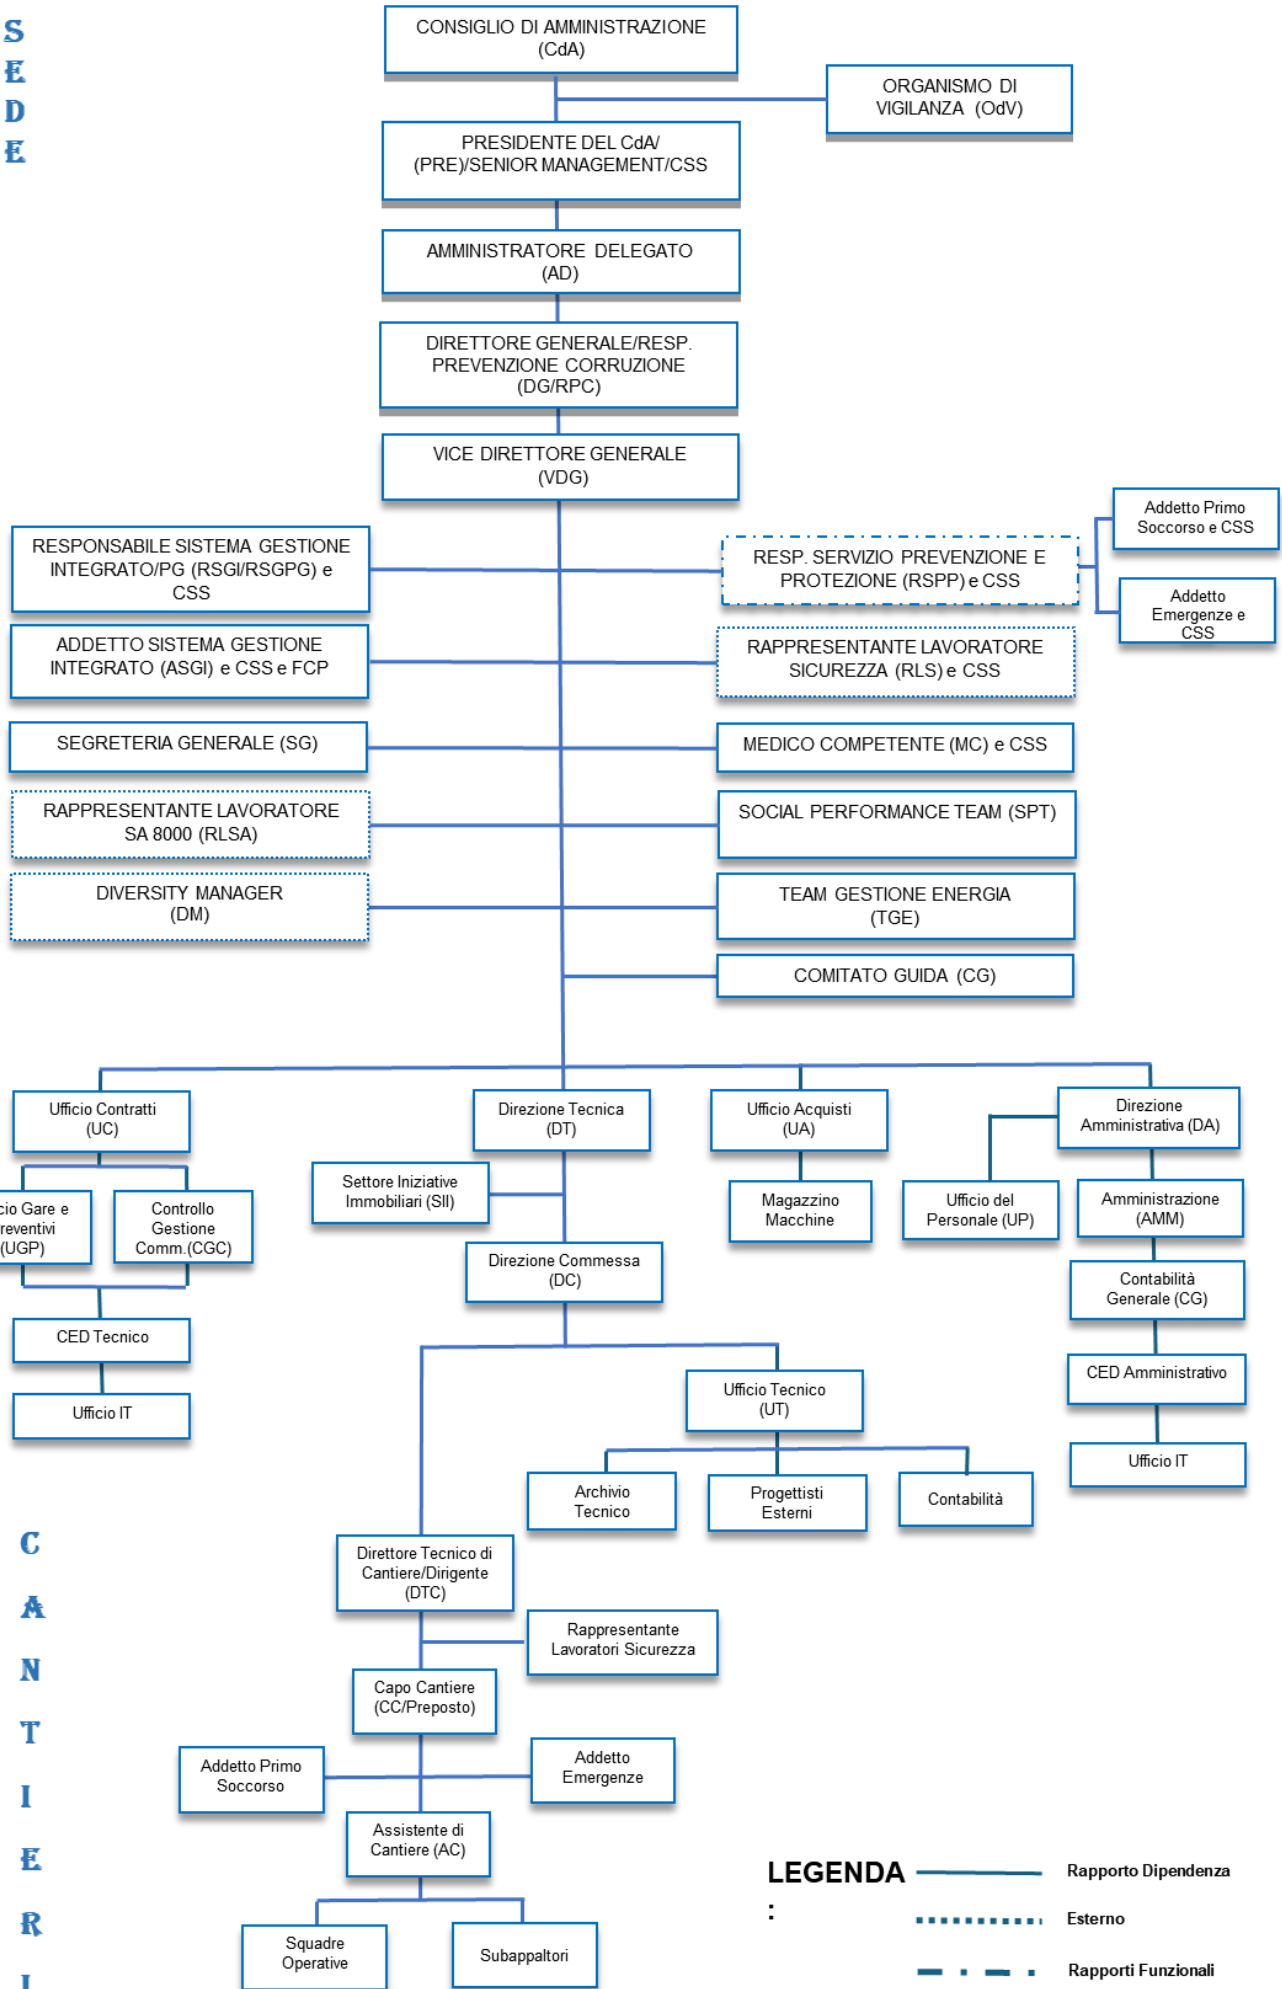 SEDE
CONSIGLIO DI AMMINISTRAZIONE
(CdA)
ORGANISMO DI
VIGILANZA (OdV)
PRESIDENTE DEL CdA/
(PRE)/SENIOR MANAGEMENT/CSS
AMMINISTRATORE DELEGATO
(AD)
DIRETTORE GENERALE/RESP.
PREVENZIONE CORRUZIONE
(DG/RPC)
VICE DIRETTORE GENERALE
(VDG)
RESPONSABILE SISTEMA GESTIONE
INTEGRATO/PG (RSGI/RSGPG) e
CSS
RESP. SERVIZIO PREVENZIONE E
PROTEZIONE (RSPP) e CSS
Addetto Primo
Soccorso e CSS
Addetto
Emergenze e
CSS
ADDETTO SISTEMA GESTIONE
INTEGRATO (ASGI) e CSS e FCP
RAPPRESENTANTE LAVORATORE
SICUREZZA (RLS) e CSS
SEGRETERIA GENERALE (SG)
MEDICO COMPETENTE (MC) e CSS
RAPPRESENTANTE LAVORATORE
SA 8000 (RLSA)
SOCIAL PERFORMANCE TEAM (SPT)
DIVERSITY MANAGER
(DM)
TEAM GESTIONE ENERGIA
(TGE)
COMITATO GUIDA (CG)
Ufficio Contratti
(UC)
Direzione Tecnica
(DT)
Ufficio Acquisti
(UA)
Direzione
Amministrativa (DA)
cio Gare e
reventivi
(UGP)
Controllo
Gestione
Comm.(CGC)
Settore Iniziative
Immobiliari (SII)
Magazzino
Macchine
Ufficio del
Personale (UP)
Amministrazione
(AMM)
Direzione Commessa
(DC)
Contabilità
Generale (CG)
CED Tecnico
CED Amministrativo
Ufficio IT
Ufficio Tecnico
(UT)
Ufficio IT
Archivio
Tecnico
Progettisti
Esterni
Contabilità
CANTIERI
Direttore Tecnico di
Cantiere/Dirigente
(DTC)
Rappresentante
Lavoratori Sicurezza
Capo Cantiere
(CC/Preposto)
Addetto Primo
Soccorso
Addetto
Emergenze
Assistente di
Cantiere (AC)
Squadre
Operative
Subappaltori
LEGENDA
:
Rapporto Dipendenza
Esterno
Rapporti Funzionali